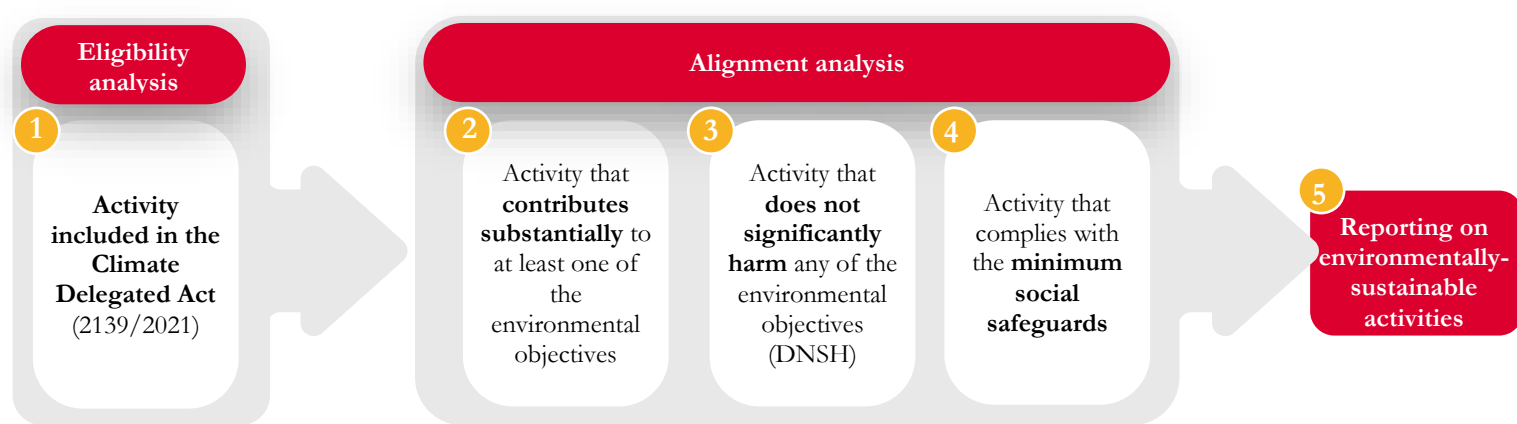 Eligibility
analysis
1
Activity
included in the
Climate
Delegated Act
(2139/2021)
Alignment analysis
2
Activity that
contributes
substantially to
at least one of
the
environmental
objectives
3
Activity that
does not
significantly
harm any of the
environmental
objectives
(DNSH)
4
Activity that
complies with
the minimum
social
safeguards
5
Reporting on
environmentally-
sustainable
activities